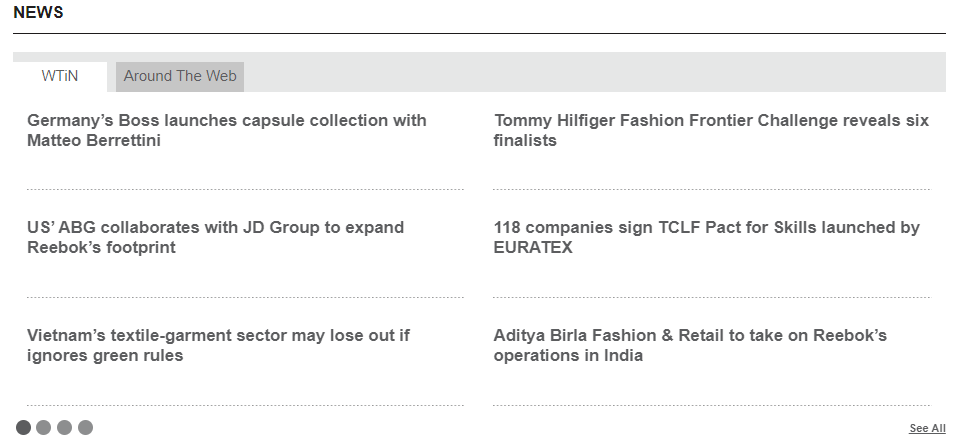 NEWS
WTiN
Around The Web
Germany’s Boss launches capsule collection with
Matteo Berrettini
Tommy Hilfiger Fashion Frontier Challenge reveals six
finalists
US’ ABG collaborates with JD Group to expand
Reebok’s footprint
118 companies sign TCLF Pact for Skills launched by
EURATEX
Vietnam’s textile-garment sector may lose out if
ignores green rules
Aditya Birla Fashion & Retail to take on Reebok’s
operations in India
See All